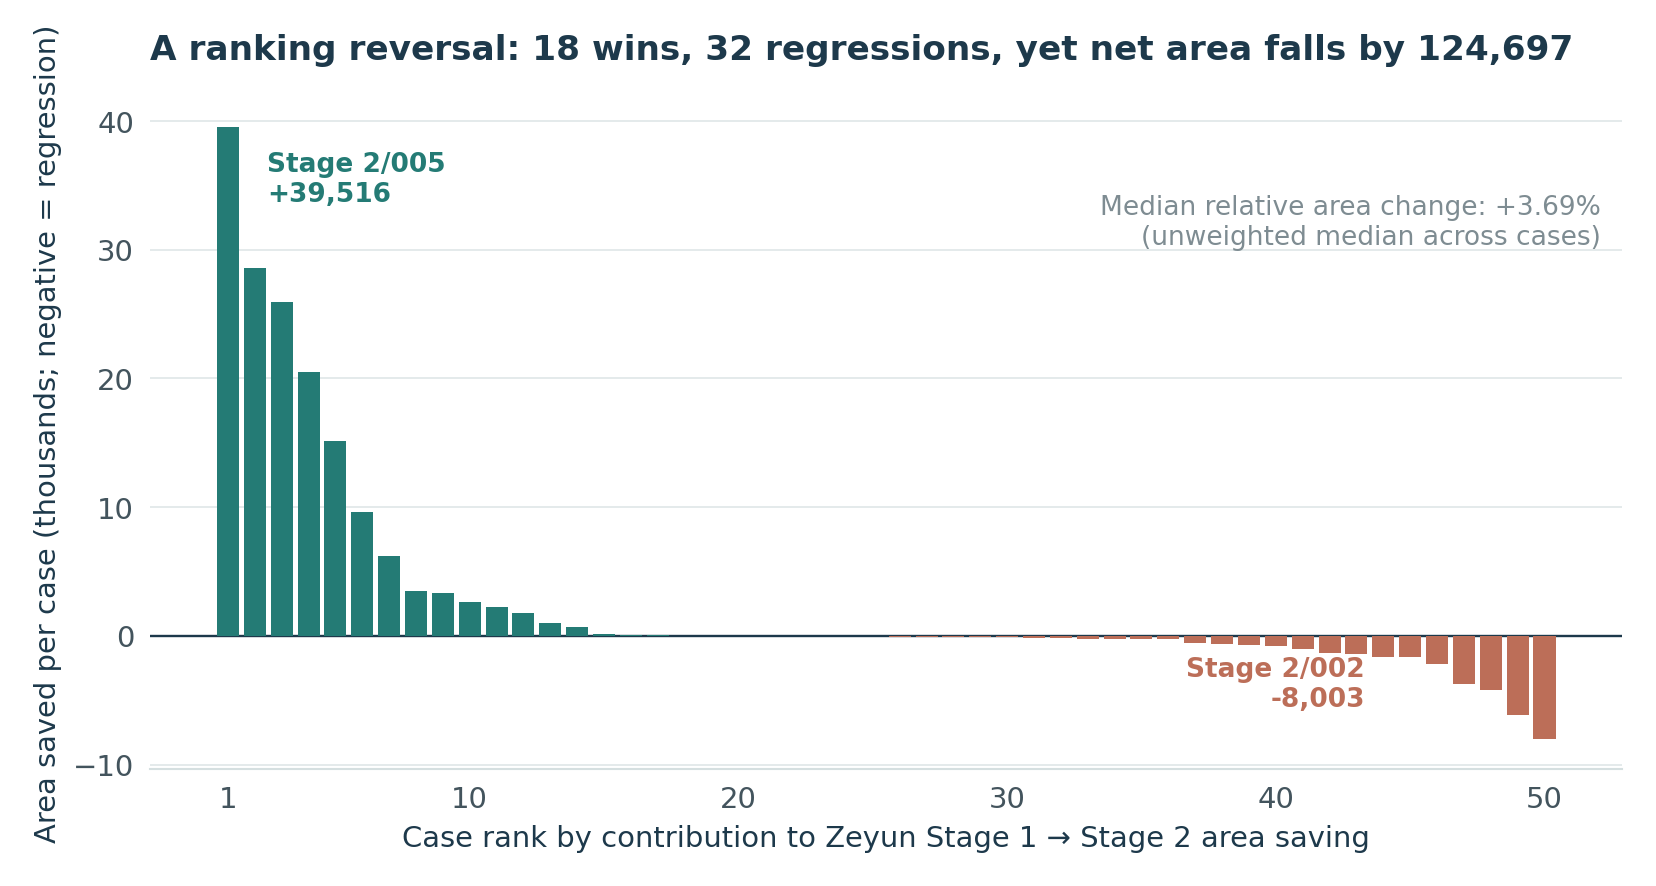 A ranking reversal: 18 wins, 32 regressions, yet net area falls by 124,697
Area saved per case (thousands; negative = regression)
40
30
20
10
0
−10
Stage 2/005
+39,516
Median relative area change: +3.69%
(unweighted median across cases)
Stage 2/002
-8,003
1
10
20
30
40
50
Case rank by contribution to Zeyun Stage 1 → Stage 2 area saving